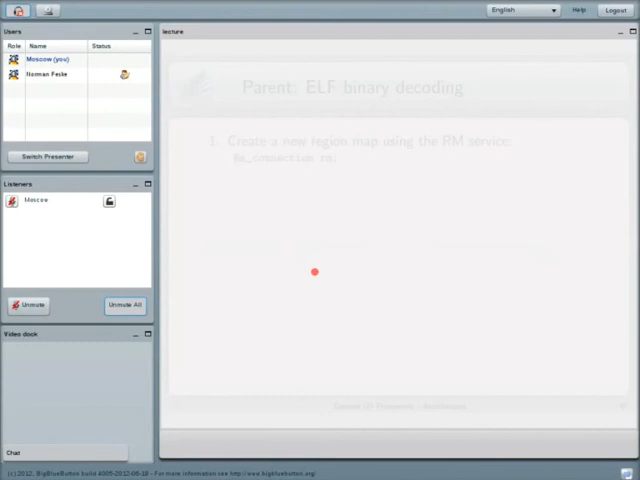 English
Help
Logout
Users
Role Name Status
Moscow (you)
Norman Feske
Switch Presenter
Listeners
Moscow
Unmute
Unmute All
Video dock
Chat
lecture
Parent: ELF binary decoding
1. Create a new region map using the RM service:
Rm_connection rm;
(c) 2012, BigBlueButton build 4005-2012-06-19 - For more information see http://www.bigbluebutton.org/